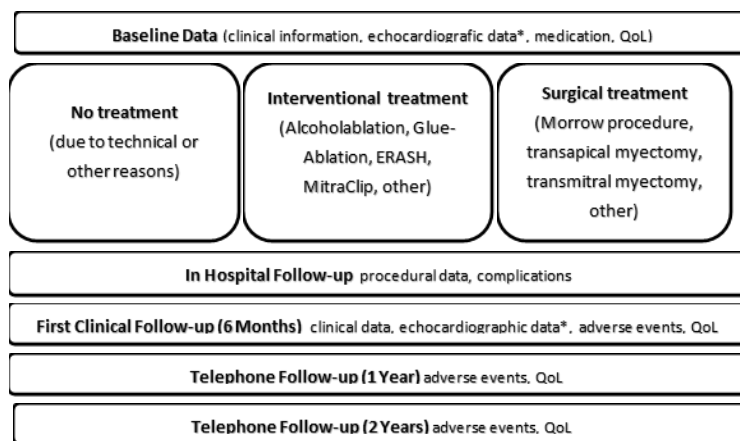 Baseline Data (clinical information, echocardiografic data*, medication, QoL)
No treatment
(due to technical or
other reasons)
Interventional treatment
(Alcoholablation, Glue-
Ablation, ERASH,
MitraClip, other)
Surgical treatment
(Morrow procedure,
transapical myectomy,
transmitral myectomy,
other)
In Hospital Follow-up procedural data, complications
First Clinical Follow-up (6 Months) clinical data, echocardiographic data*, adverse events, QoL
Telephone Follow-up (1 Year) adverse events, QoL
Telephone Follow-up (2 Years) adverse events, QoL